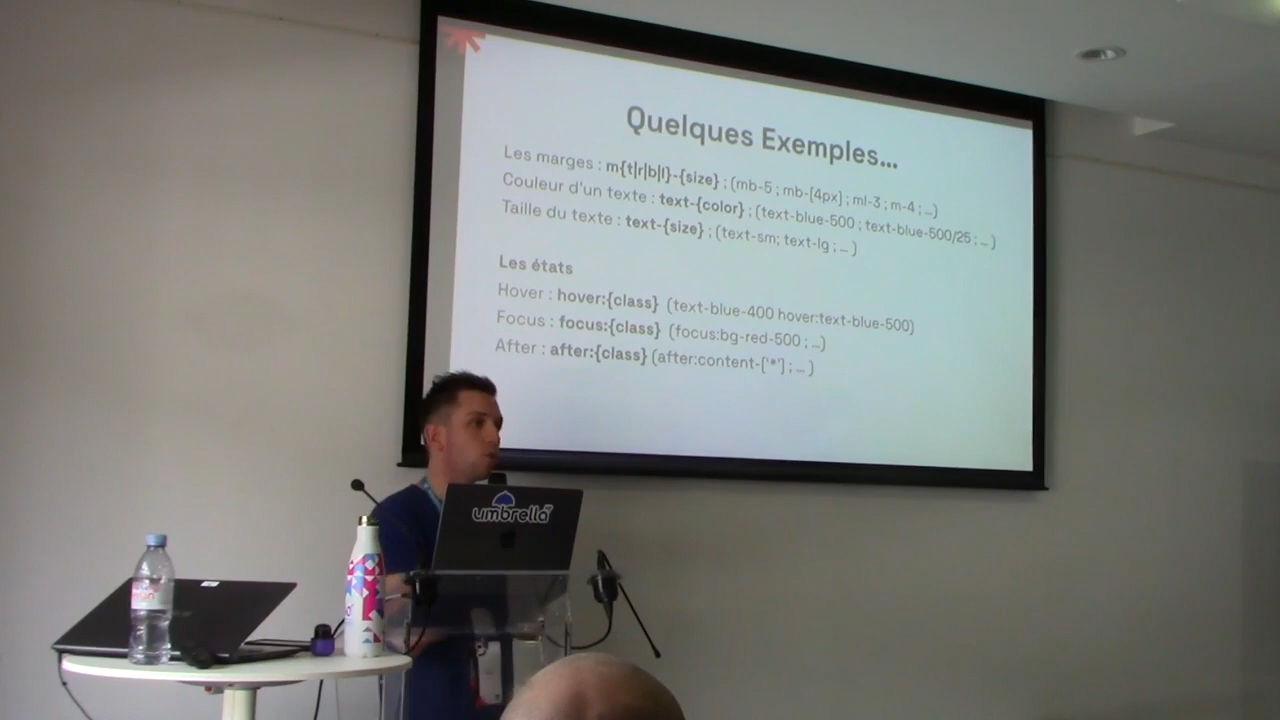 Quelques Exemples...
Les marges : m{t|r|b|l}-{size} ; (mb-5 ; mb-[4px] ; ml-3 ; m-4 ; ...)
Couleur d'un texte : text-{color} ; (text-blue-500 ; text-blue-500/25 ; ... )
Taille du texte : text-{size} ; (text-sm; text-lg ; ... )
Les états
Hover : hover:{class} (text-blue-400 hover:text-blue-500)
Focus : focus:{class} (focus:bg-red-500 ; ...)
After : after:{class} (after:content-['*'] ; ... )
umbrella